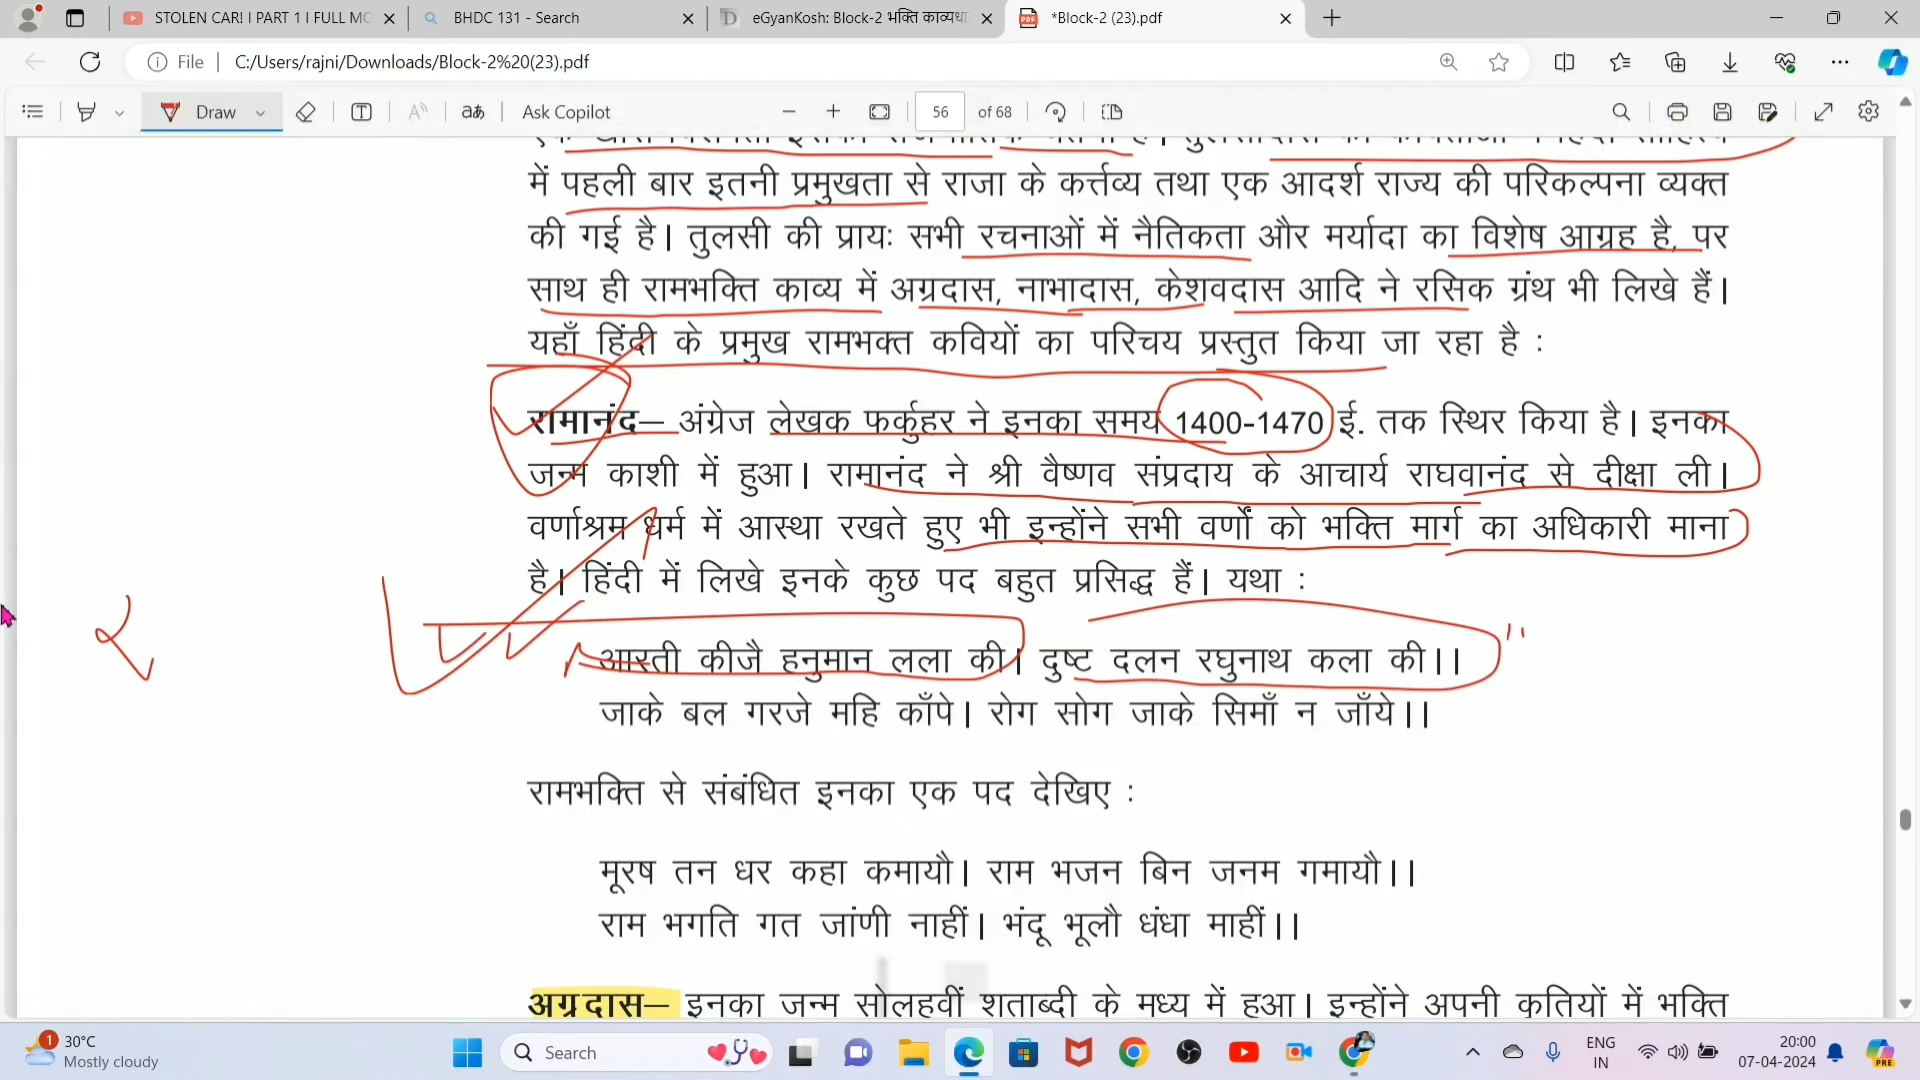 STOLEN CAR! I PART 1 I FULL MO
BHDC 131 - Search
eGyanKosh: Block-2 भक्ति काव्यधा
*Block-2 (23).pdf
File
C:/Users/rajni/Downloads/Block-2%20(23).pdf
Draw
aあ
Ask Copilot
56
of 68
में पहली बार इतनी प्रमुखता से राजा के कर्त्तव्य तथा एक आदर्श राज्य की परिकल्पना व्यक्त
की गई है। तुलसी की प्रायः सभी रचनाओं में नैतिकता और मर्यादा का विशेष आग्रह है, पर
साथ ही रामभक्ति काव्य में अग्रदास, नाभादास, केशवदास आदि ने रसिक ग्रंथ भी लिखे हैं।
यहाँ हिंदी के प्रमुख रामभक्त कवियों का परिचय प्रस्तुत किया जा रहा है :
रामानंद– अंग्रेज लेखक फर्कुहर ने इनका समय 1400-1470 ई. तक स्थिर किया है। इनका
जन्म काशी में हुआ। रामानंद ने श्री वैष्णव संप्रदाय के आचार्य राघवानंद से दीक्षा ली।
वर्णाश्रम धर्म में आस्था रखते हुए भी इन्होंने सभी वर्णों को भक्ति मार्ग का अधिकारी माना
है। हिंदी में लिखे इनके कुछ पद बहुत प्रसिद्ध हैं। यथा :
आरती कीजै हनुमान लला की। दुष्ट दलन रघुनाथ कला की।।
जाके बल गरजे महि काँपे। रोग सोग जाके सिमाँ न जाँये।।
रामभक्ति से संबंधित इनका एक पद देखिए :
मूरष तन धर कहा कमायौ। राम भजन बिन जनम गमायौ।।
राम भगति गत जांणी नाहीं। भंदू भूलौ धंधा माहीं।।
अग्रदास– इनका जन्म सोलहवीं शताब्दी के मध्य में हुआ। इन्होंने अपनी कृतियों में भक्ति
1
30°C
Mostly cloudy
Search
ENG
IN
20:00
07-04-2024
PRE